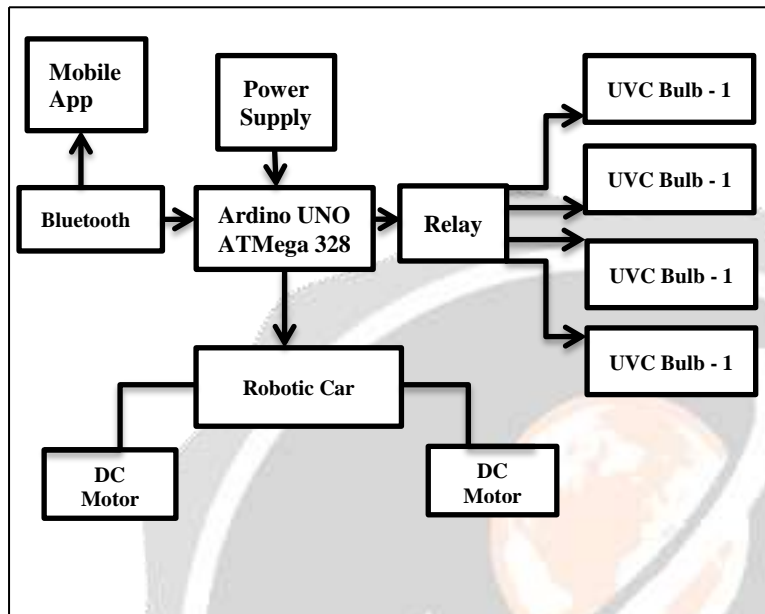 Mobile
App
Power
Supply
UVC Bulb - 1
UVC Bulb - 1
Bluetooth
Ardino UNO
ATMega 328
Relay
UVC Bulb - 1
UVC Bulb - 1
Robotic Car
DC
Motor
DC
Motor